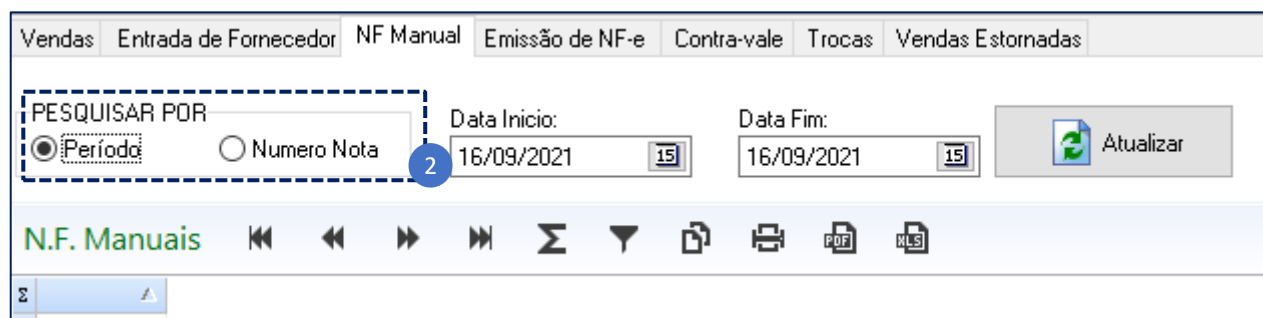 Vendas Entrada de Fornecedor NF Manual Emissão de NF-e Contra-vale Trocas Vendas Estornadas
PESQUISAR POR Data Inicio: Data Fim:
Período Numero Nota 2 16/09/2021 15 16/09/2021 15 Atualizar
N.F. Manuais Σ PDF XLS
Σ